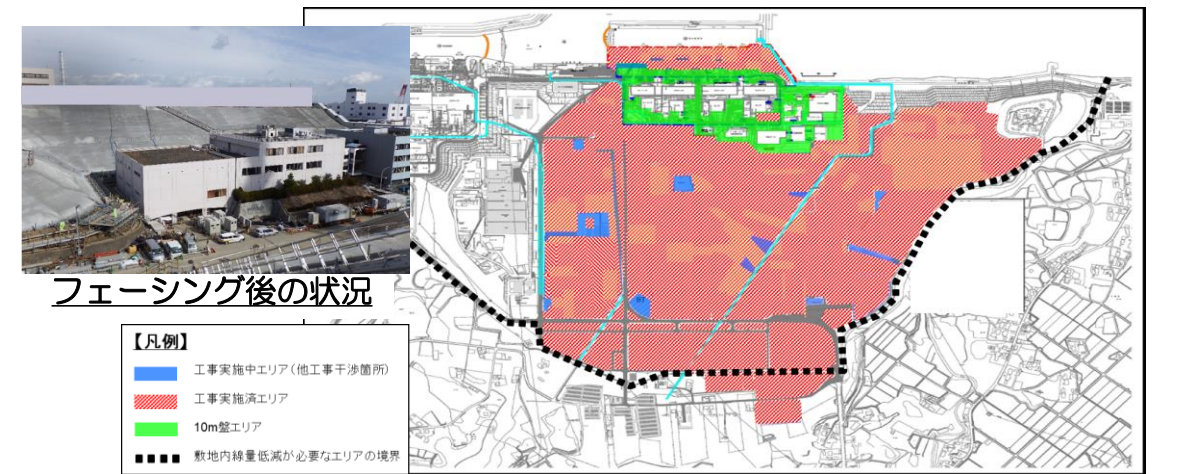 フェーシング後の状況
【凡例】
工事実施中エリア(他工事干渉箇所)
工事実施済エリア
10m盤エリア
敷地内線量低減が必要なエリアの境界